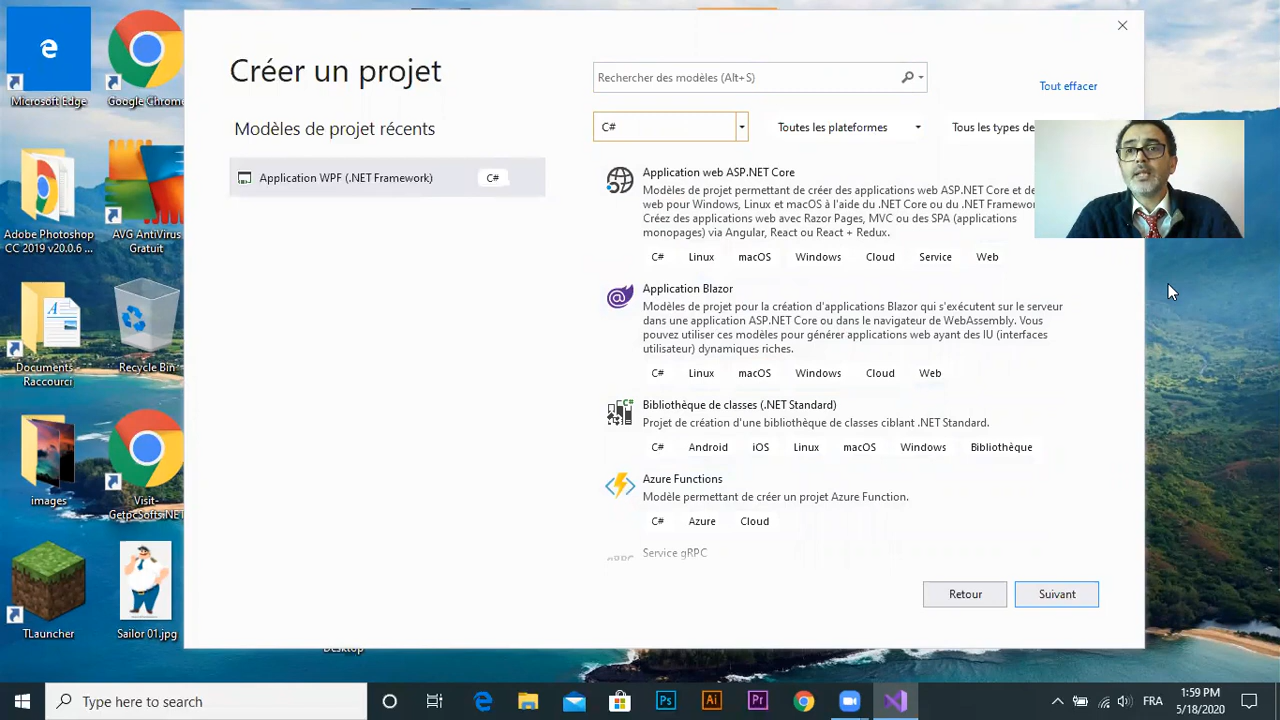 Créer un projet
Modèles de projet récents
Application WPF (.NET Framework) C#
Rechercher des modèles (Alt+S)
Tout effacer
C# Toutes les plateformes Tous les types de
Application web ASP.NET Core
Modèles de projet permettant de créer des applications web ASP.NET Core et de
web pour Windows, Linux et macOS à l'aide du .NET Core ou du .NET Framewor
Créez des applications web avec Razor Pages, MVC ou des SPA (applications
monopages) via Angular, React ou React + Redux.
C# Linux macOS Windows Cloud Service Web
Application Blazor
Modèles de projet pour la création d'applications Blazor qui s'exécutent sur le serveur
dans une application ASP.NET Core ou dans le navigateur de WebAssembly. Vous
pouvez utiliser ces modèles pour générer applications web ayant des IU (interfaces
utilisateur) dynamiques riches.
C# Linux macOS Windows Cloud Web
Bibliothèque de classes (.NET Standard)
Projet de création d'une bibliothèque de classes ciblant .NET Standard.
C# Android iOS Linux macOS Windows Bibliothèque
Azure Functions
Modèle permettant de créer un projet Azure Function.
C# Azure Cloud
Service gRPC
Retour Suivant
Microsoft Edge
Google Chrome
Adobe Photoshop
CC 2019 v20.0.6 ...
AVG AntiVirus
Gratuit
Documents
Raccourci
Recycle Bin
images
Visit-
GetpcSofts.NET
TLauncher
Sailor 01.jpg
Desktop
Type here to search
Ps Ai Pr
FRA
1:59 PM
5/18/2020